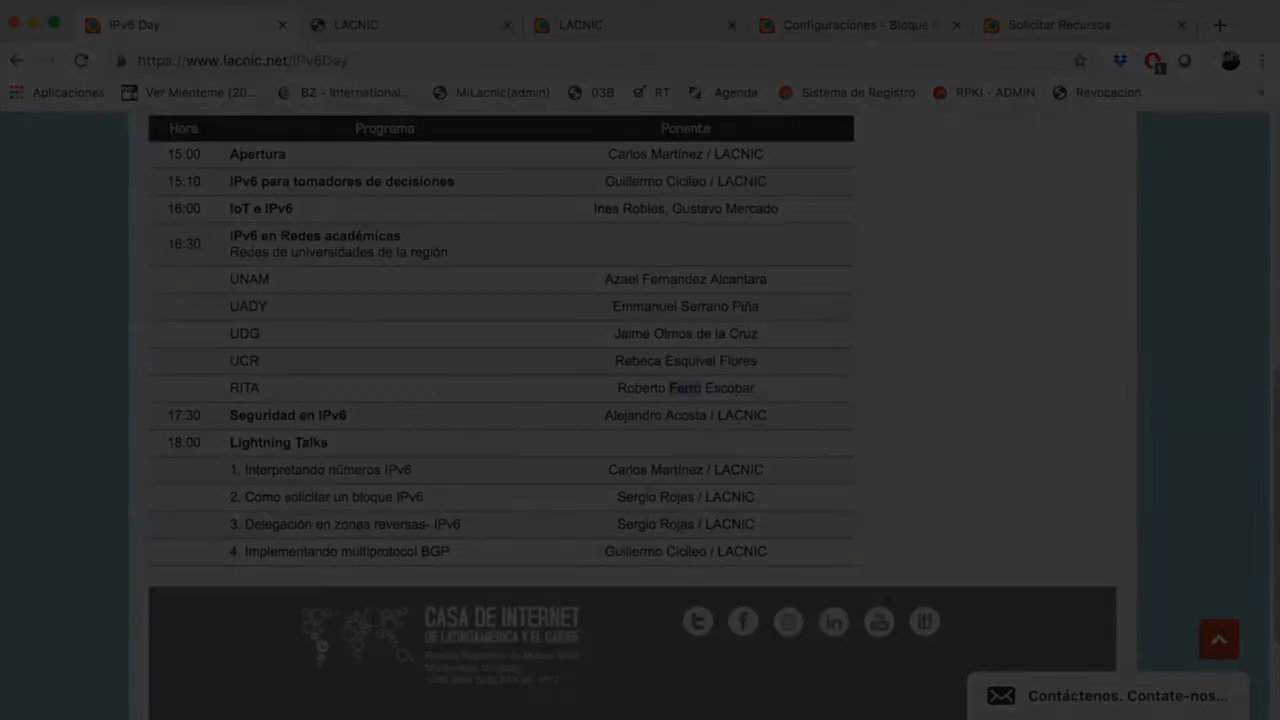 IPv6 Day
LACNIC
LACNIC
Configuraciones - Bloque
Solicitar Recursos
https://www.lacnic.net/IPv6Day
Aplicaciones
Ver Miénteme (20...
BZ - International...
MiLacnic(admin)
03B
RT
Agenda
Sistema de Registro
RPKI - ADMIN
Revocacion
Hora Programa Ponente
15:00 Apertura Carlos Martínez / LACNIC
15:10 IPv6 para tomadores de decisiones Guillermo Cicileo / LACNIC
16:00 IoT e IPv6 Ines Robles, Gustavo Mercado
16:30 IPv6 en Redes académicas
Redes de universidades de la región
UNAM Azael Fernandez Alcantara
UADY Emmanuel Serrano Piña
UDG Jaime Olmos de la Cruz
UCR Rebeca Esquivel Flores
RITA Roberto Ferro Escobar
17:30 Seguridad en IPv6 Alejandro Acosta / LACNIC
18:00 Lightning Talks
1. Interpretando números IPv6 Carlos Martínez / LACNIC
2. Como solicitar un bloque IPv6 Sergio Rojas / LACNIC
3. Delegación en zonas reversas- IPv6 Sergio Rojas / LACNIC
4. Implementando multiprotocol BGP Guillermo Cicileo / LACNIC
CASA DE INTERNET
DE LATINOAMÉRICA Y EL CARIBE
Contáctenos. Contate-nos...